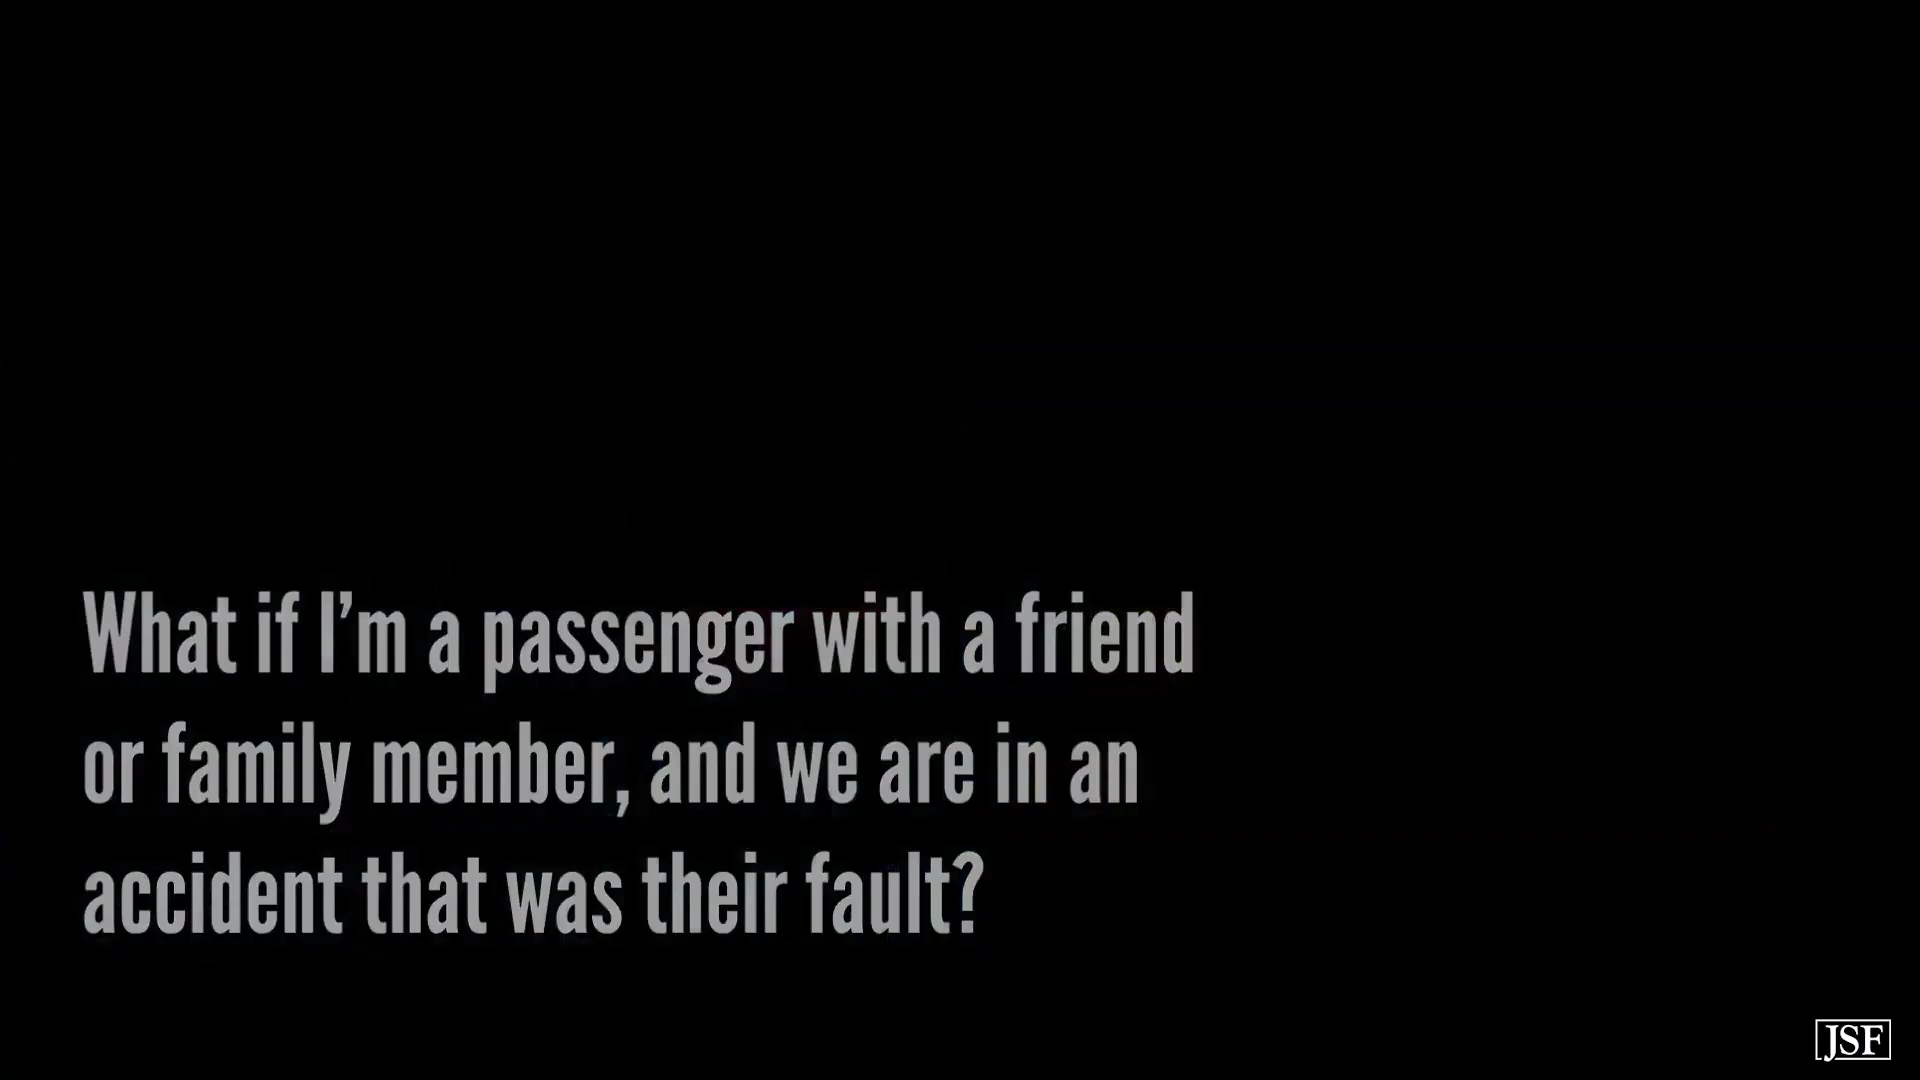 What if I’m a passenger with a friend
or family member, and we are in an
accident that was their fault?
JSF